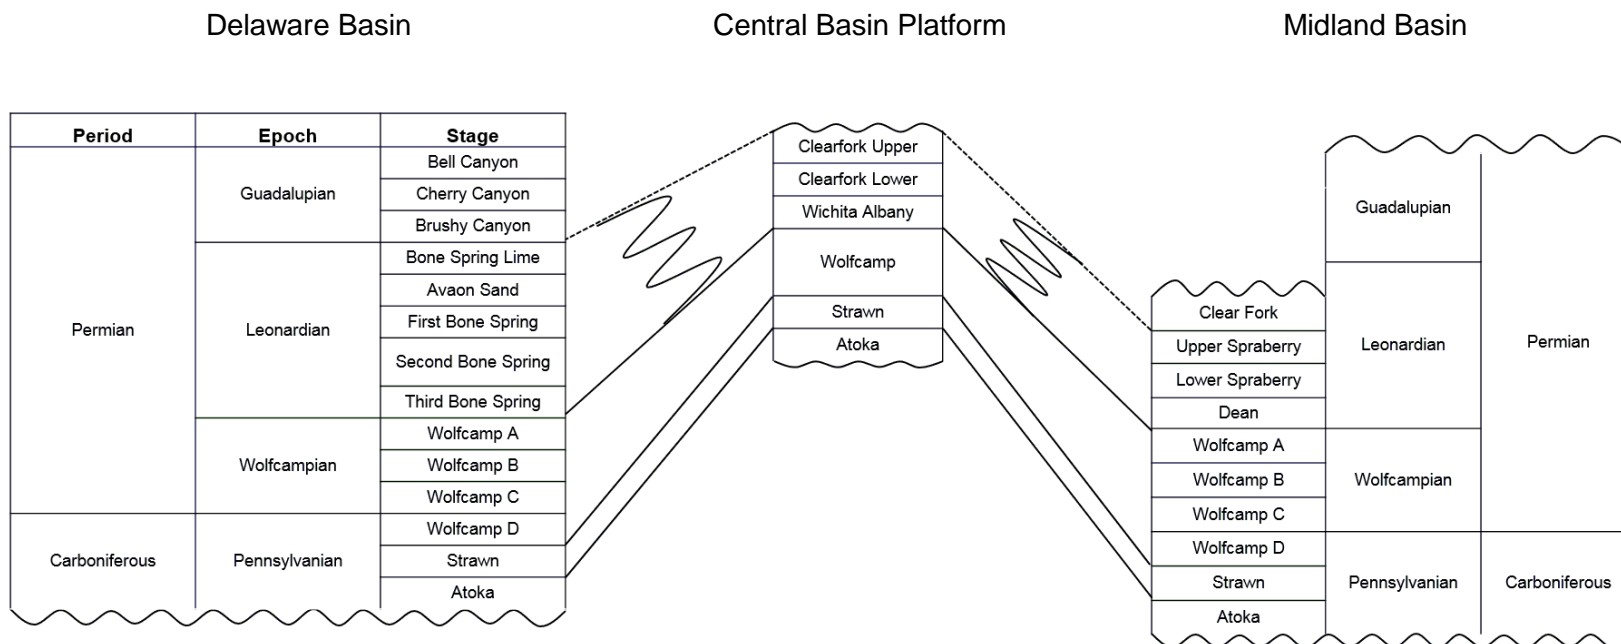 Delaware Basin
Central Basin Platform
Midland Basin
Period
Epoch
Stage
Permian
Carboniferous
Guadalupian
Leonardian
Wolfcampian
Pennsylvanian
Bell Canyon
Cherry Canyon
Brushy Canyon
Bone Spring Lime
Avaon Sand
First Bone Spring
Second Bone Spring
Third Bone Spring
Wolfcamp A
Wolfcamp B
Wolfcamp C
Wolfcamp D
Strawn
Atoka
Clearfork Upper
Clearfork Lower
Wichita Albany
Wolfcamp
Strawn
Atoka
Clear Fork
Upper Spraberry
Lower Spraberry
Dean
Wolfcamp A
Wolfcamp B
Wolfcamp C
Wolfcamp D
Strawn
Atoka
Guadalupian
Leonardian
Wolfcampian
Pennsylvanian
Permian
Carboniferous